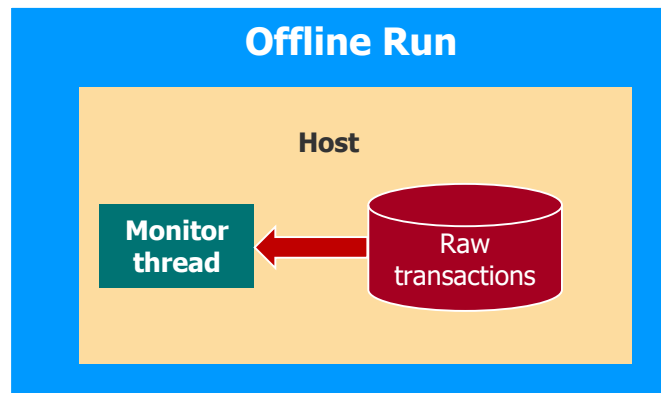 Offline Run
Host
Monitor
thread
Raw
transactions